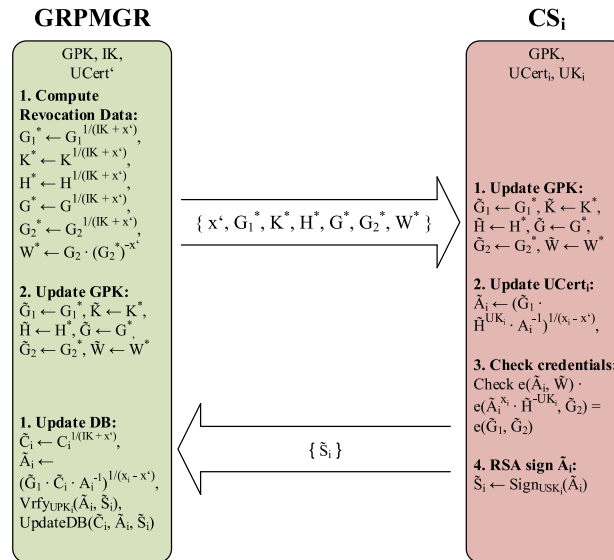 GRPMGR
GPK, IK,
UCert‘
1. Compute
Revocation Data:
G₁* ← G₁^1/(IK + x‘),
K* ← K^1/(IK + x‘),
H* ← H^1/(IK + x‘),
G* ← G^1/(IK + x‘),
G₂* ← G₂^1/(IK + x‘),
W* ← G₂ · (G₂*)^-x‘
2. Update GPK:
G̃₁ ← G₁*, K̃ ← K*,
H̃ ← H*, G̃ ← G*,
G̃₂ ← G₂*, W̃ ← W*
1. Update DB:
C̃ᵢ ← Cᵢ^1/(IK + x‘),
Ãᵢ ←
(G̃₁ · C̃ᵢ · Aᵢ^-1)^1/(xᵢ - x‘),
Vrfy_UPKᵢ(Ãᵢ, S̃ᵢ),
UpdateDB(C̃ᵢ, Ãᵢ, S̃ᵢ)
{ x‘, G₁*, K*, H*, G*, G₂*, W* }
{ S̃ᵢ }
CSᵢ
GPK,
UCertᵢ, UKᵢ
1. Update GPK:
G̃₁ ← G₁*, K̃ ← K*,
H̃ ← H*, G̃ ← G*,
G̃₂ ← G₂*, W̃ ← W*
2. Update UCertᵢ:
Ãᵢ ← (G̃₁ ·
H̃^UKᵢ · Aᵢ^-1)^1/(xᵢ - x‘),
3. Check credentials:
Check e(Ãᵢ, W̃) ·
e(Ãᵢ^xᵢ · H̃^-UKᵢ, G̃₂) =
e(G̃₁, G̃₂)
4. RSA sign Ãᵢ:
S̃ᵢ ← Sign_USKᵢ(Ãᵢ)